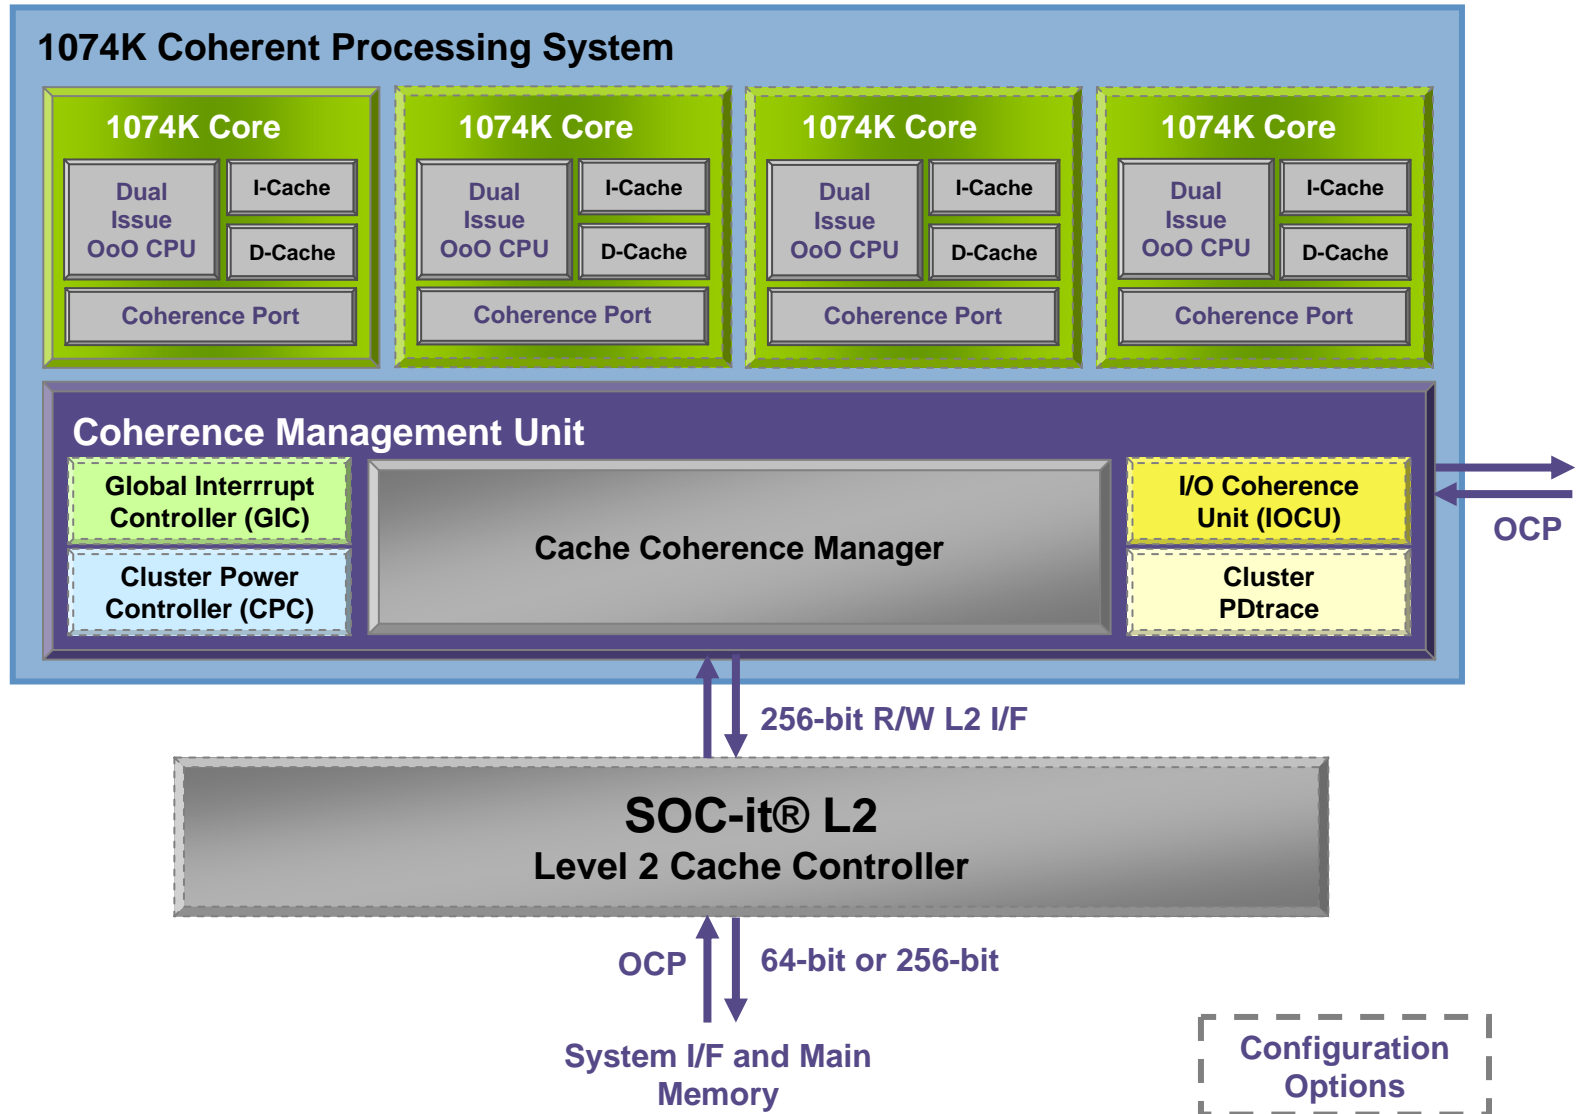 1074K Coherent Processing System
1074K Core
Dual
Issue
OoO CPU
I-Cache
D-Cache
Coherence Port
1074K Core
Dual
Issue
OoO CPU
I-Cache
D-Cache
Coherence Port
1074K Core
Dual
Issue
OoO CPU
I-Cache
D-Cache
Coherence Port
1074K Core
Dual
Issue
OoO CPU
I-Cache
D-Cache
Coherence Port
Coherence Management Unit
Global Interrrupt
Controller (GIC)
Cluster Power
Controller (CPC)
Cache Coherence Manager
I/O Coherence
Unit (IOCU)
Cluster
PDtrace
OCP
256-bit R/W L2 I/F
SOC-it® L2
Level 2 Cache Controller
OCP
64-bit or 256-bit
System I/F and Main
Memory
Configuration
Options